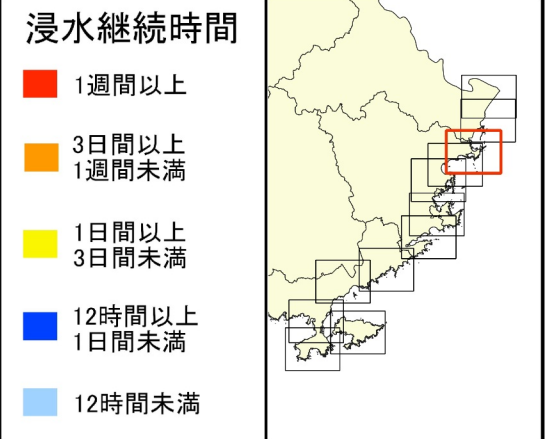 浸水継続時間
1週間以上
3日間以上
1週間未満
1日間以上
3日間未満
12時間以上
1日間未満
12時間未満